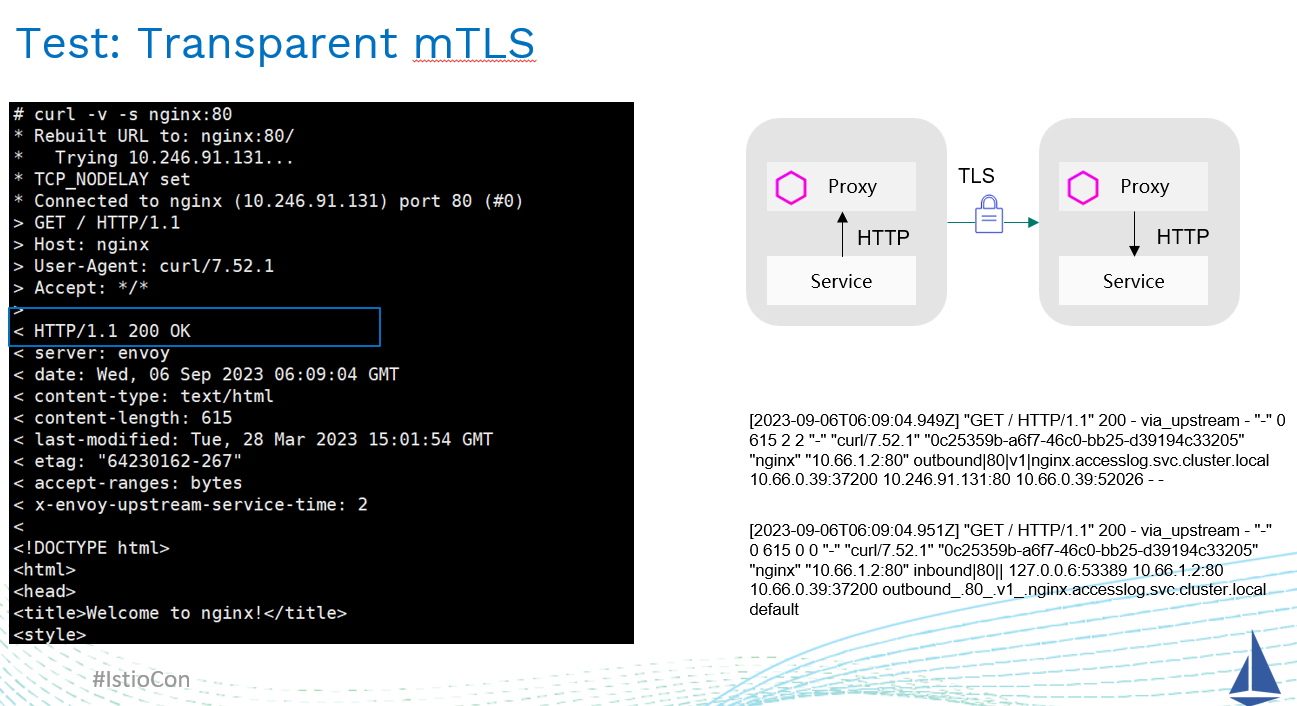 Test: Transparent mTLS
# curl -v -s nginx:80
* Rebuilt URL to: nginx:80/
*   Trying 10.246.91.131...
* TCP_NODELAY set
* Connected to nginx (10.246.91.131) port 80 (#0)
> GET / HTTP/1.1
> Host: nginx
> User-Agent: curl/7.52.1
> Accept: */*
>
< HTTP/1.1 200 OK
< server: envoy
< date: Wed, 06 Sep 2023 06:09:04 GMT
< content-type: text/html
< content-length: 615
< last-modified: Tue, 28 Mar 2023 15:01:54 GMT
< etag: "64230162-267"
< accept-ranges: bytes
< x-envoy-upstream-service-time: 2
<
<!DOCTYPE html>
<html>
<head>
<title>Welcome to nginx!</title>
<style>
Proxy
HTTP
Service
TLS
Proxy
HTTP
Service
[2023-09-06T06:09:04.949Z] "GET / HTTP/1.1" 200 - via_upstream - "-" 0
615 2 2 "-" "curl/7.52.1" "0c25359b-a6f7-46c0-bb25-d39194c33205"
"nginx" "10.66.1.2:80" outbound|80|v1|nginx.accesslog.svc.cluster.local
10.66.0.39:37200 10.246.91.131:80 10.66.0.39:52026 - -
[2023-09-06T06:09:04.951Z] "GET / HTTP/1.1" 200 - via_upstream - "-"
0 615 0 0 "-" "curl/7.52.1" "0c25359b-a6f7-46c0-bb25-d39194c33205"
"nginx" "10.66.1.2:80" inbound|80|| 127.0.0.6:53389 10.66.1.2:80
10.66.0.39:37200 outbound_.80_.v1_.nginx.accesslog.svc.cluster.local
default
#IstioCon